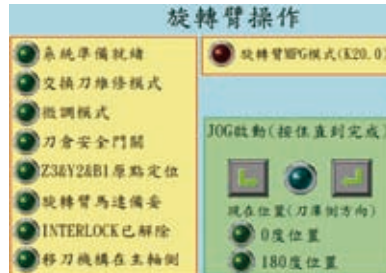 旋轉臂操作
系統準備就緒
交換刀維修模式
微調模式
刀倉安全門關
Z3&Y2&B1原點定位
旋轉臂馬達備妥
INTERLOCK已解除
移刀機構在主軸側
旋轉臂MPG模式(K20.0)
JOG啟動(按住直到完成)
現在位置(刀庫側方向)
0度位置
180度位置